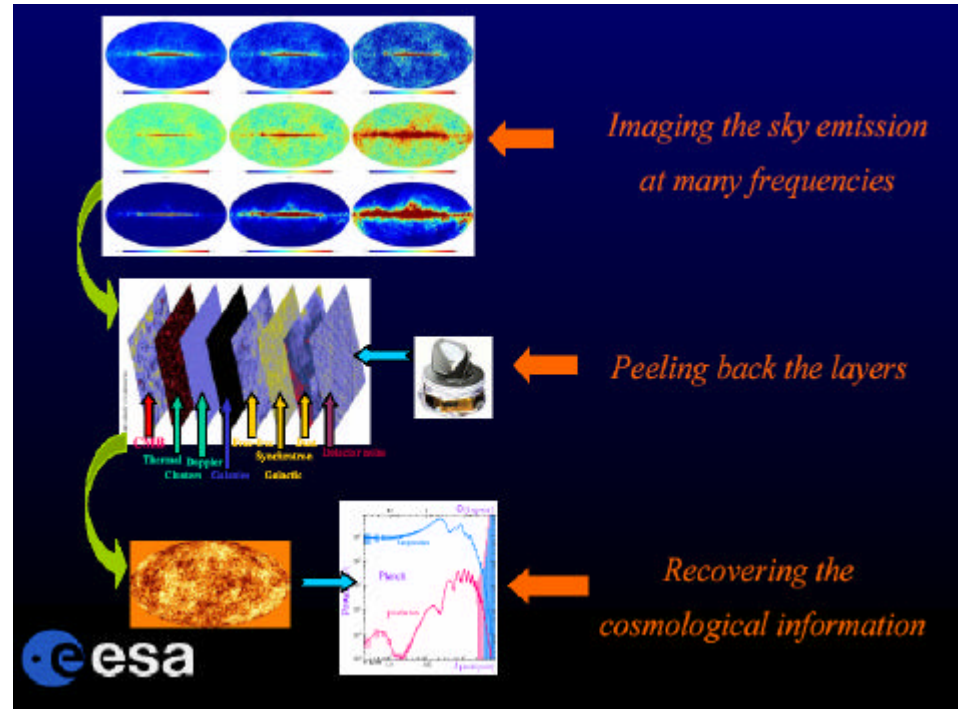 Imaging the sky emission
at many frequencies
Peeling back the layers
CMB
Thermal Doppler
Clusters
Galaxies
Synchrotron
Galactic
Detector noise
Planck
Recovering the
cosmological information
esa